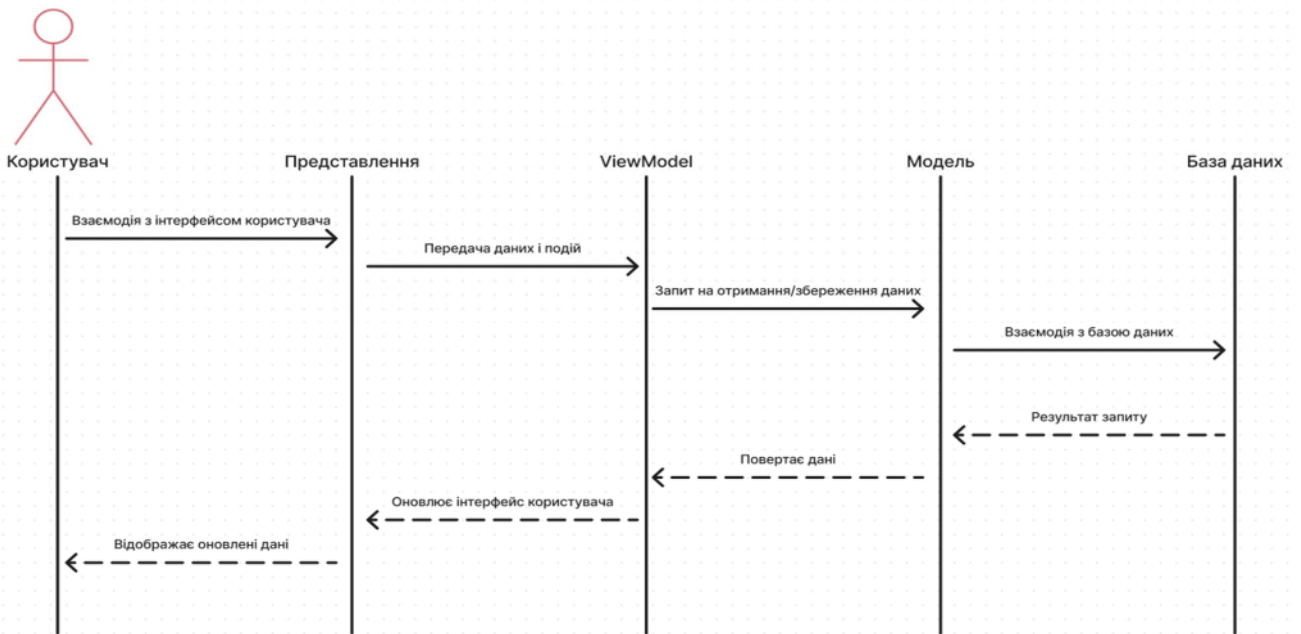 Користувач
Представлення
ViewModel
Модель
База даних
Взаємодія з інтерфейсом користувача
Передача даних і подій
Запит на отримання/збереження даних
Взаємодія з базою даних
Результат запиту
Повертає дані
Оновлює інтерфейс користувача
Відображає оновлені дані